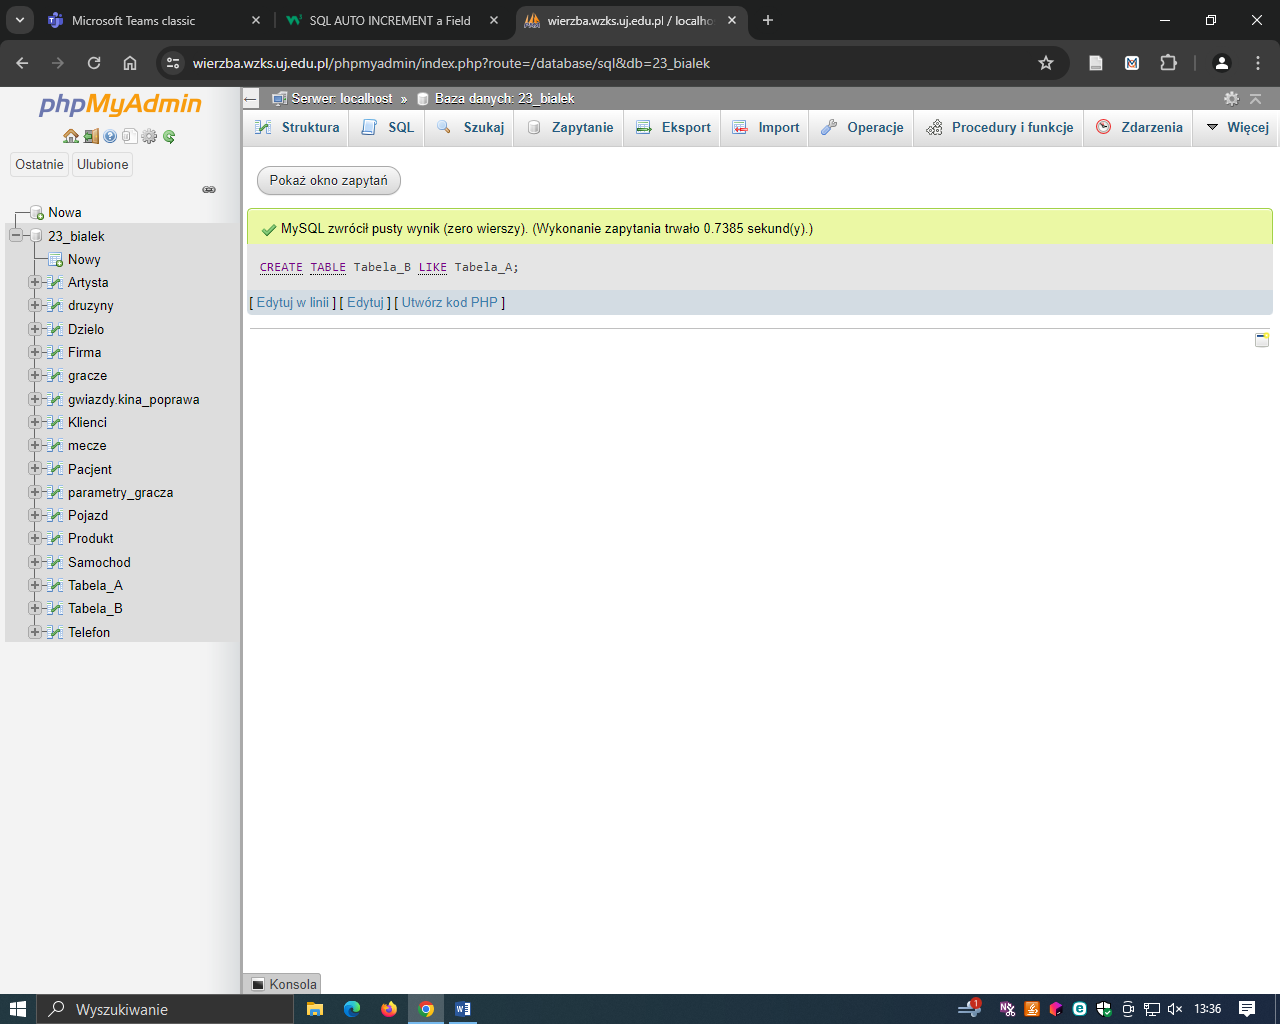 Microsoft Teams classic
SQL AUTO INCREMENT a Field
wierzba.wzks.uj.edu.pl / localho
wierzba.wzks.uj.edu.pl/phpmyadmin/index.php?route=/database/sql&db=23_bialek
phpMyAdmin
Ostatnie
Ulubione
Nowa
23_bialek
Nowy
Artysta
druzyny
Dzielo
Firma
gracze
gwiazdy.kina_poprawa
Klienci
mecze
Pacjent
parametry_gracza
Pojazd
Produkt
Samochod
Tabela_A
Tabela_B
Telefon
Serwer: localhost » Baza danych: 23_bialek
Struktura
SQL
Szukaj
Zapytanie
Eksport
Import
Operacje
Procedury i funkcje
Zdarzenia
Więcej
Pokaż okno zapytań
MySQL zwrócił pusty wynik (zero wierszy). (Wykonanie zapytania trwało 0.7385 sekund(y).)
CREATE TABLE Tabela_B LIKE Tabela_A;
[ Edytuj w linii ] [ Edytuj ] [ Utwórz kod PHP ]
Konsola
Wyszukiwanie
1
13:36